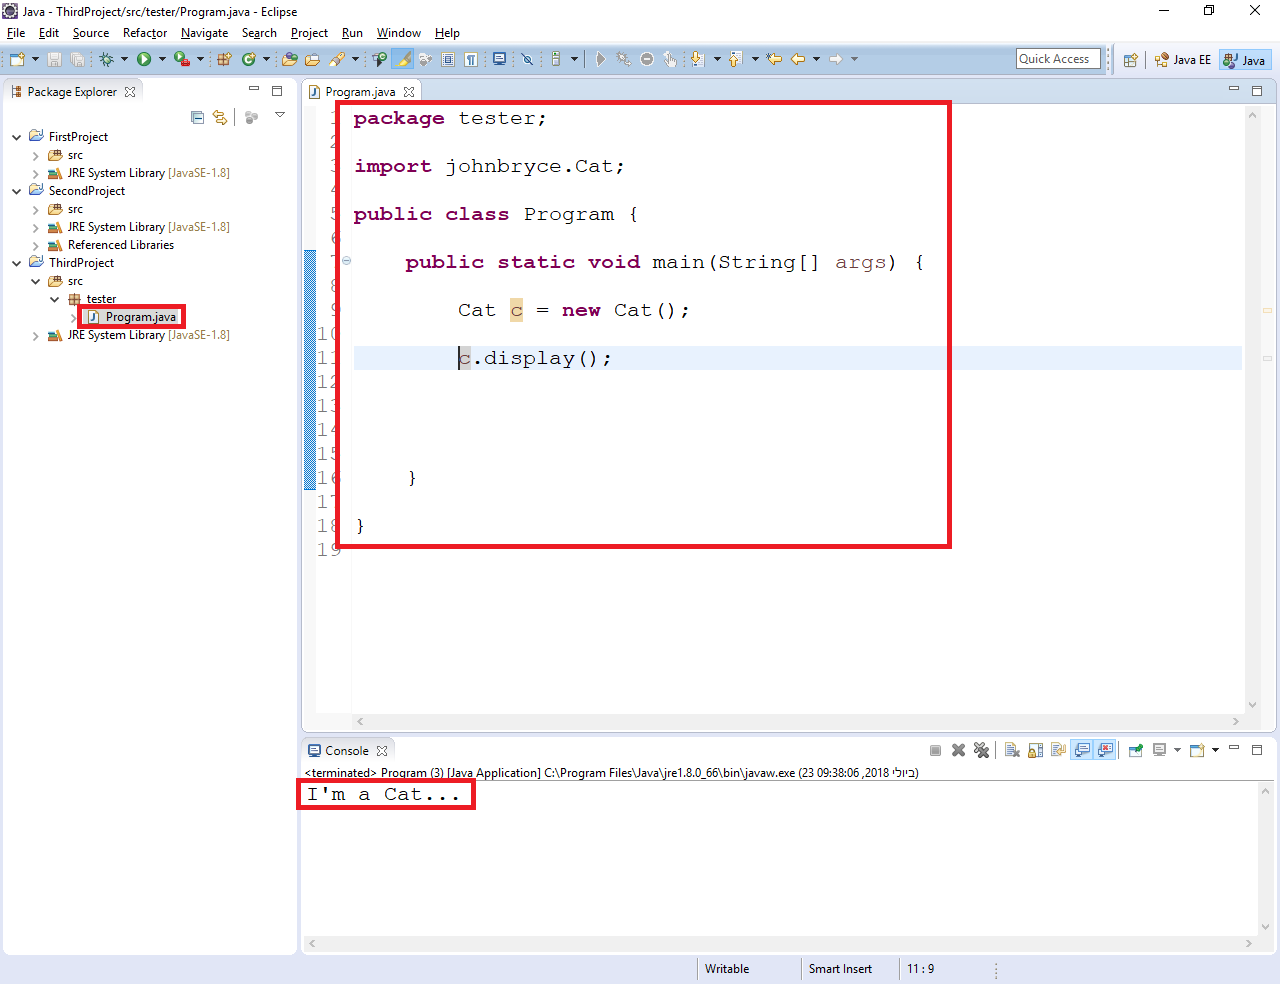 Java - ThirdProject/src/tester/Program.java - Eclipse
File Edit Source Refactor Navigate Search Project Run Window Help
Quick Access
Java EE
Java
Package Explorer
FirstProject
src
JRE System Library [JavaSE-1.8]
SecondProject
src
JRE System Library [JavaSE-1.8]
Referenced Libraries
ThirdProject
src
tester
Program.java
JRE System Library [JavaSE-1.8]
Program.java
1 package tester;
2
3 import johnbryce.Cat;
4
5 public class Program {
6
7 public static void main(String[] args) {
8
9 Cat c = new Cat();
10
11 c.display();
12
13
14
15
16 }
17
18 }
19
Console
<terminated> Program (3) [Java Application] C:\Program Files\Java\jre1.8.0_66\bin\javaw.exe (23 ביולי 2018, 09:38:06)
I'm a Cat...
Writable
Smart Insert
11 : 9